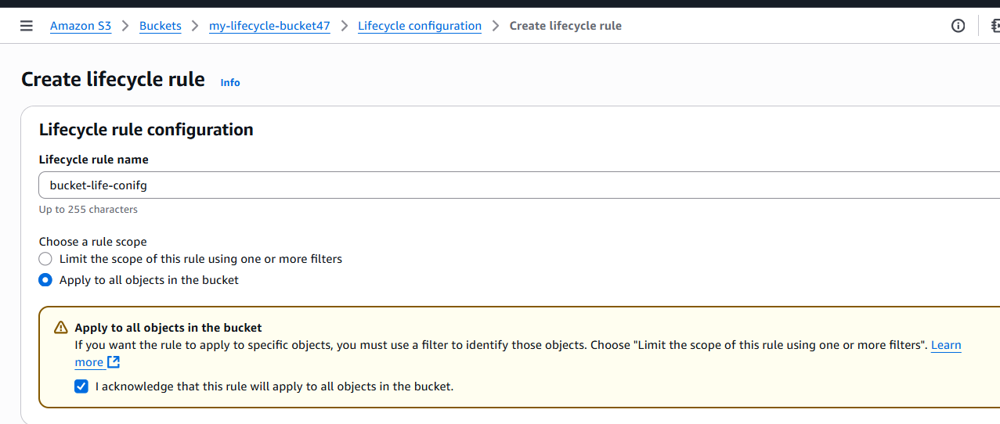 Amazon S3 > Buckets > my-lifecycle-bucket47 > Lifecycle configuration > Create lifecycle rule
Create lifecycle rule Info
Lifecycle rule configuration
Lifecycle rule name
bucket-life-conifg
Up to 255 characters
Choose a rule scope
Limit the scope of this rule using one or more filters
Apply to all objects in the bucket
Apply to all objects in the bucket
If you want the rule to apply to specific objects, you must use a filter to identify those objects. Choose "Limit the scope of this rule using one or more filters". Learn
more
I acknowledge that this rule will apply to all objects in the bucket.